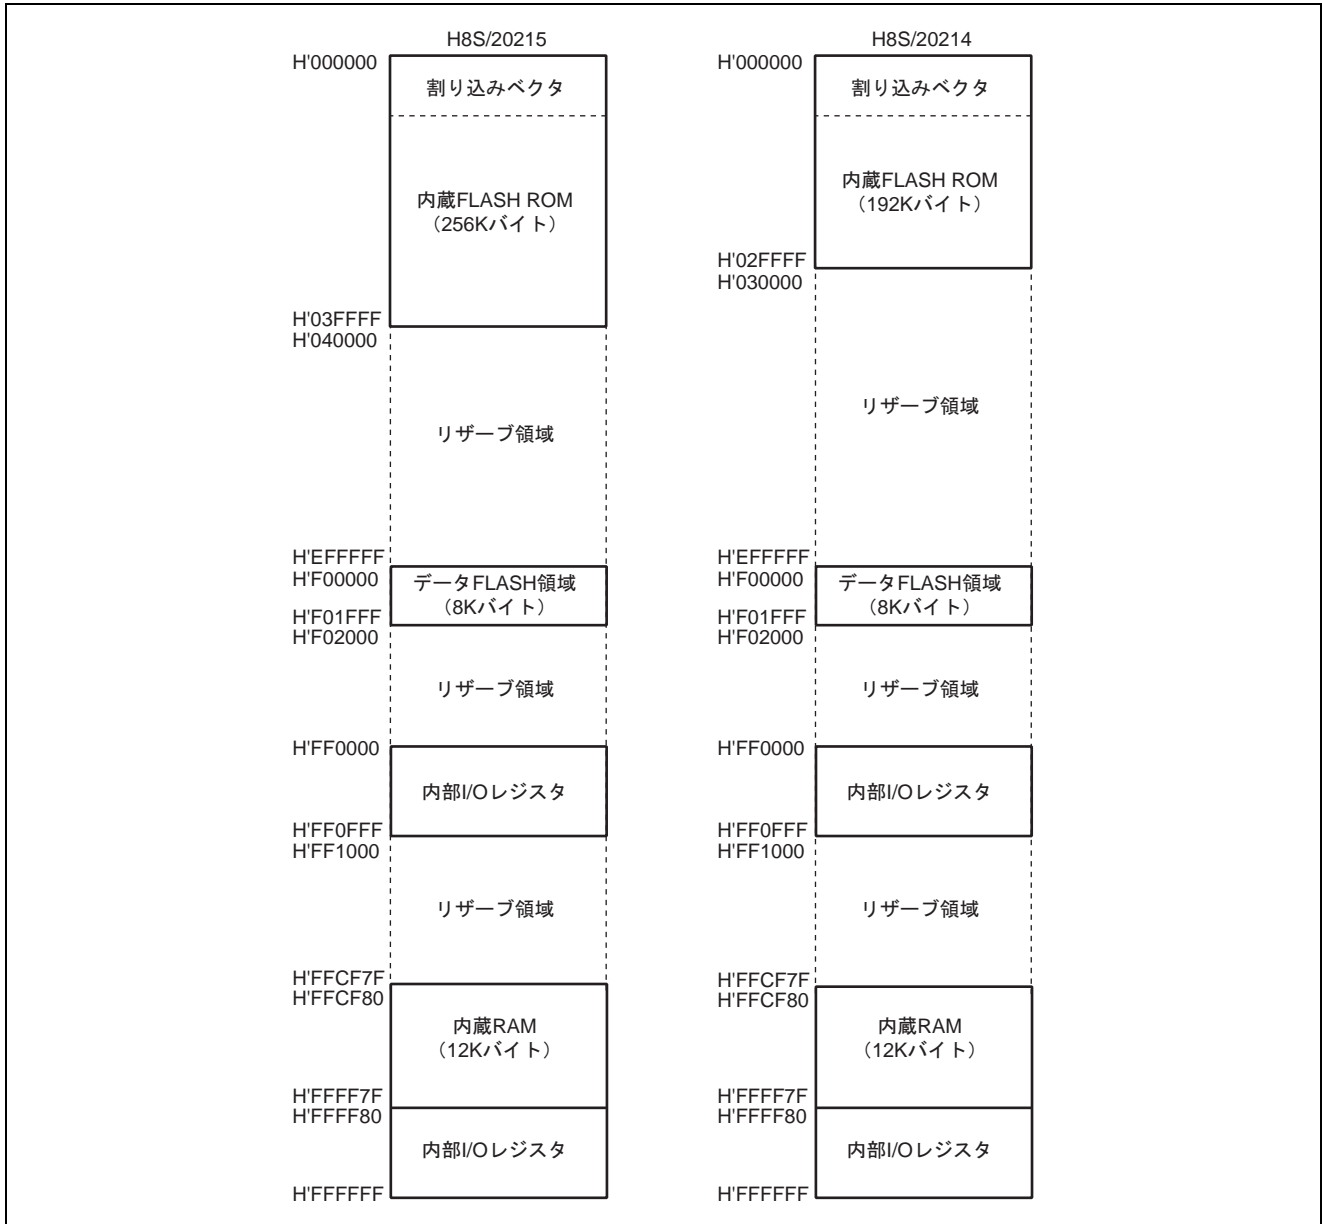 H8S/20215
H'000000
割り込みベクタ
内蔵FLASH ROM
（256Kバイト）
H'03FFFF
H'040000
リザーブ領域
H'EFFFFF
H'F00000
データFLASH領域
（8Kバイト）
H'F01FFF
H'F02000
リザーブ領域
H'FF0000
内部I/Oレジスタ
H'FF0FFF
H'FF1000
リザーブ領域
H'FFCF7F
H'FFCF80
内蔵RAM
（12Kバイト）
H'FFFF7F
H'FFFF80
内部I/Oレジスタ
H'FFFFFF
H8S/20214
H'000000
割り込みベクタ
内蔵FLASH ROM
（192Kバイト）
H'02FFFF
H'030000
リザーブ領域
H'EFFFFF
H'F00000
データFLASH領域
（8Kバイト）
H'F01FFF
H'F02000
リザーブ領域
H'FF0000
内部I/Oレジスタ
H'FF0FFF
H'FF1000
リザーブ領域
H'FFCF7F
H'FFCF80
内蔵RAM
（12Kバイト）
H'FFFF7F
H'FFFF80
内部I/Oレジスタ
H'FFFFFF